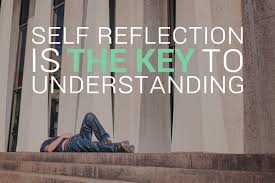 SELF REFLECTION
IS THE KEY TO
UNDERSTANDING